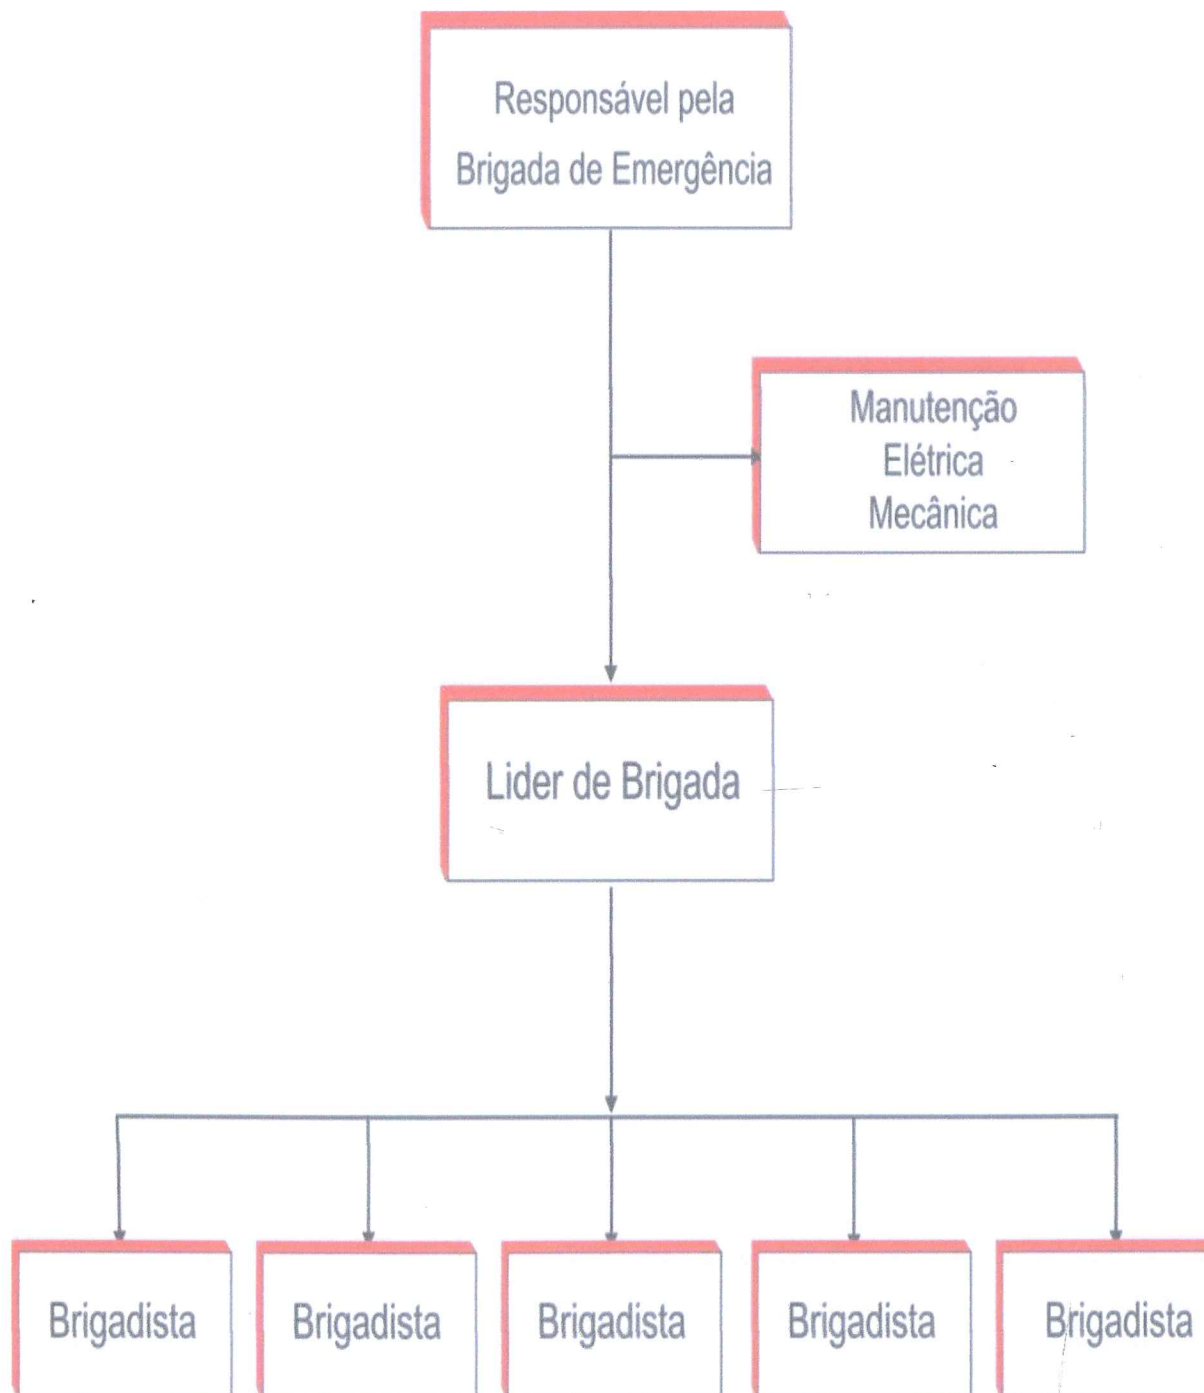 Responsável pela
Brigada de Emergência
Manutenção
Elétrica
Mecânica
Lider de Brigada
Brigadista
Brigadista
Brigadista
Brigadista
Brigadista